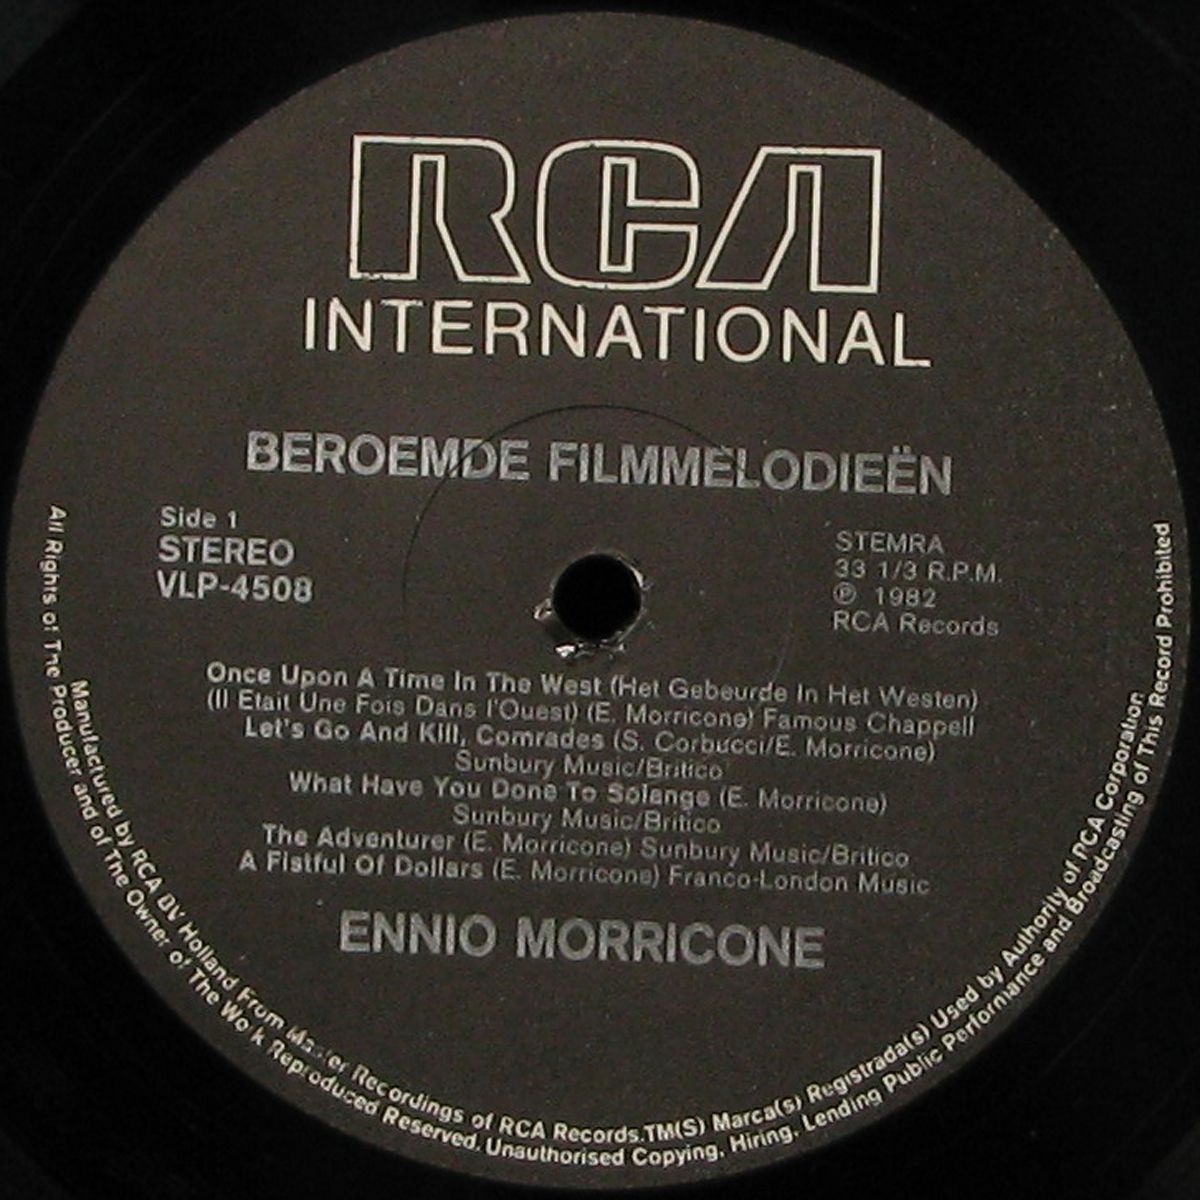 RCA
INTERNATIONAL
BEROEMDE FILMMELODIEËN
Side 1
STEREO
VLP-4508
STEMRA
33 1/3 R.P.M.
℗ 1982
RCA Records
Once Upon A Time In The West (Het Gebeurde In Het Westen)
(Il Etait Une Fois Dans l'Ouest) (E. Morricone) Famous Chappell
Let's Go And Kill, Comrades (S. Corbucci/E. Morricone)
Sunbury Music/Britico
What Have You Done To Solange (E. Morricone)
Sunbury Music/Britico
The Adventurer (E. Morricone) Sunbury Music/Britico
A Fistful Of Dollars (E. Morricone) Franco-London Music
ENNIO MORRICONE
Manufactured by RCA BV Holland From Master Recordings of RCA Records.TM(S) Marca(s) Registrada(s) Used by Authority of RCA Corporation
All Rights of The Producer and of The Owner of The Work Reproduced Reserved. Unauthorised Copying, Hiring, Lending Public Performance and Broadcasting of This Record Prohibited